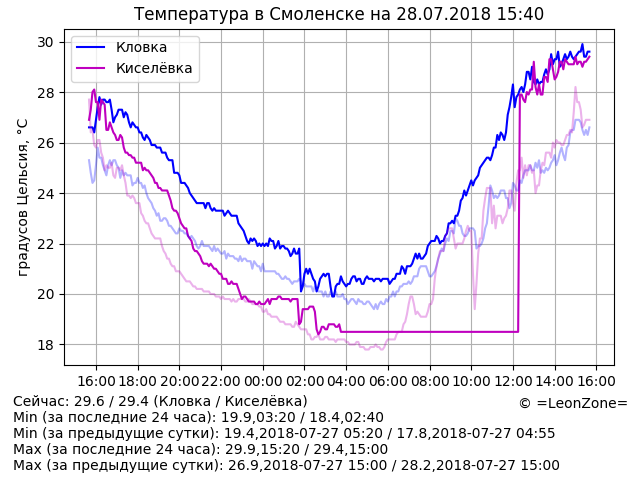 Температура в Смоленске на 28.07.2018 15:40
Кловка
Киселёвка
градусов Цельсия, °C
30
28
26
24
22
20
18
16:00 18:00 20:00 22:00 00:00 02:00 04:00 06:00 08:00 10:00 12:00 14:00 16:00
Сейчас: 29.6 / 29.4 (Кловка / Киселёвка)
© =LeonZone=
Min (за последние 24 часа): 19.9,03:20 / 18.4,02:40
Min (за предыдущие сутки): 19.4,2018-07-27 05:20 / 17.8,2018-07-27 04:55
Max (за последние 24 часа): 29.9,15:20 / 29.4,15:00
Max (за предыдущие сутки): 26.9,2018-07-27 15:00 / 28.2,2018-07-27 15:00